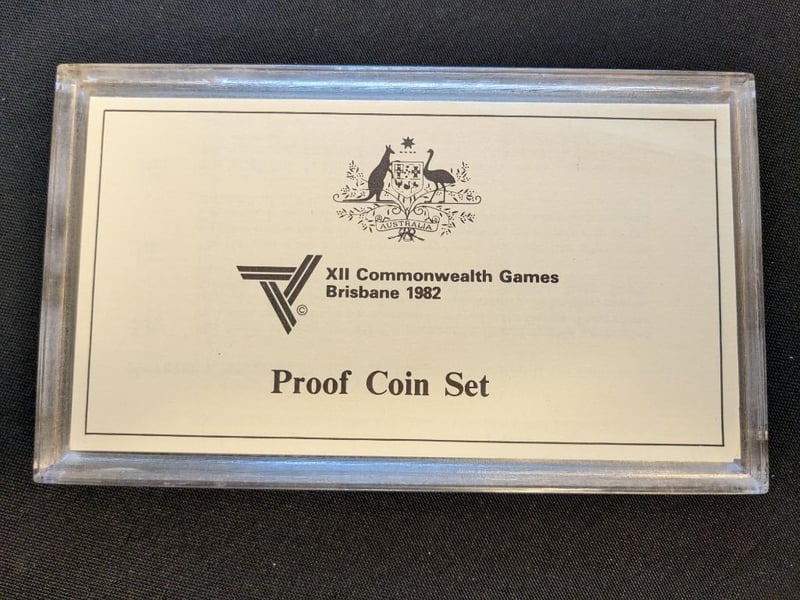 AUSTRALIA
XII Commonwealth Games
Brisbane 1982
©
Proof Coin Set